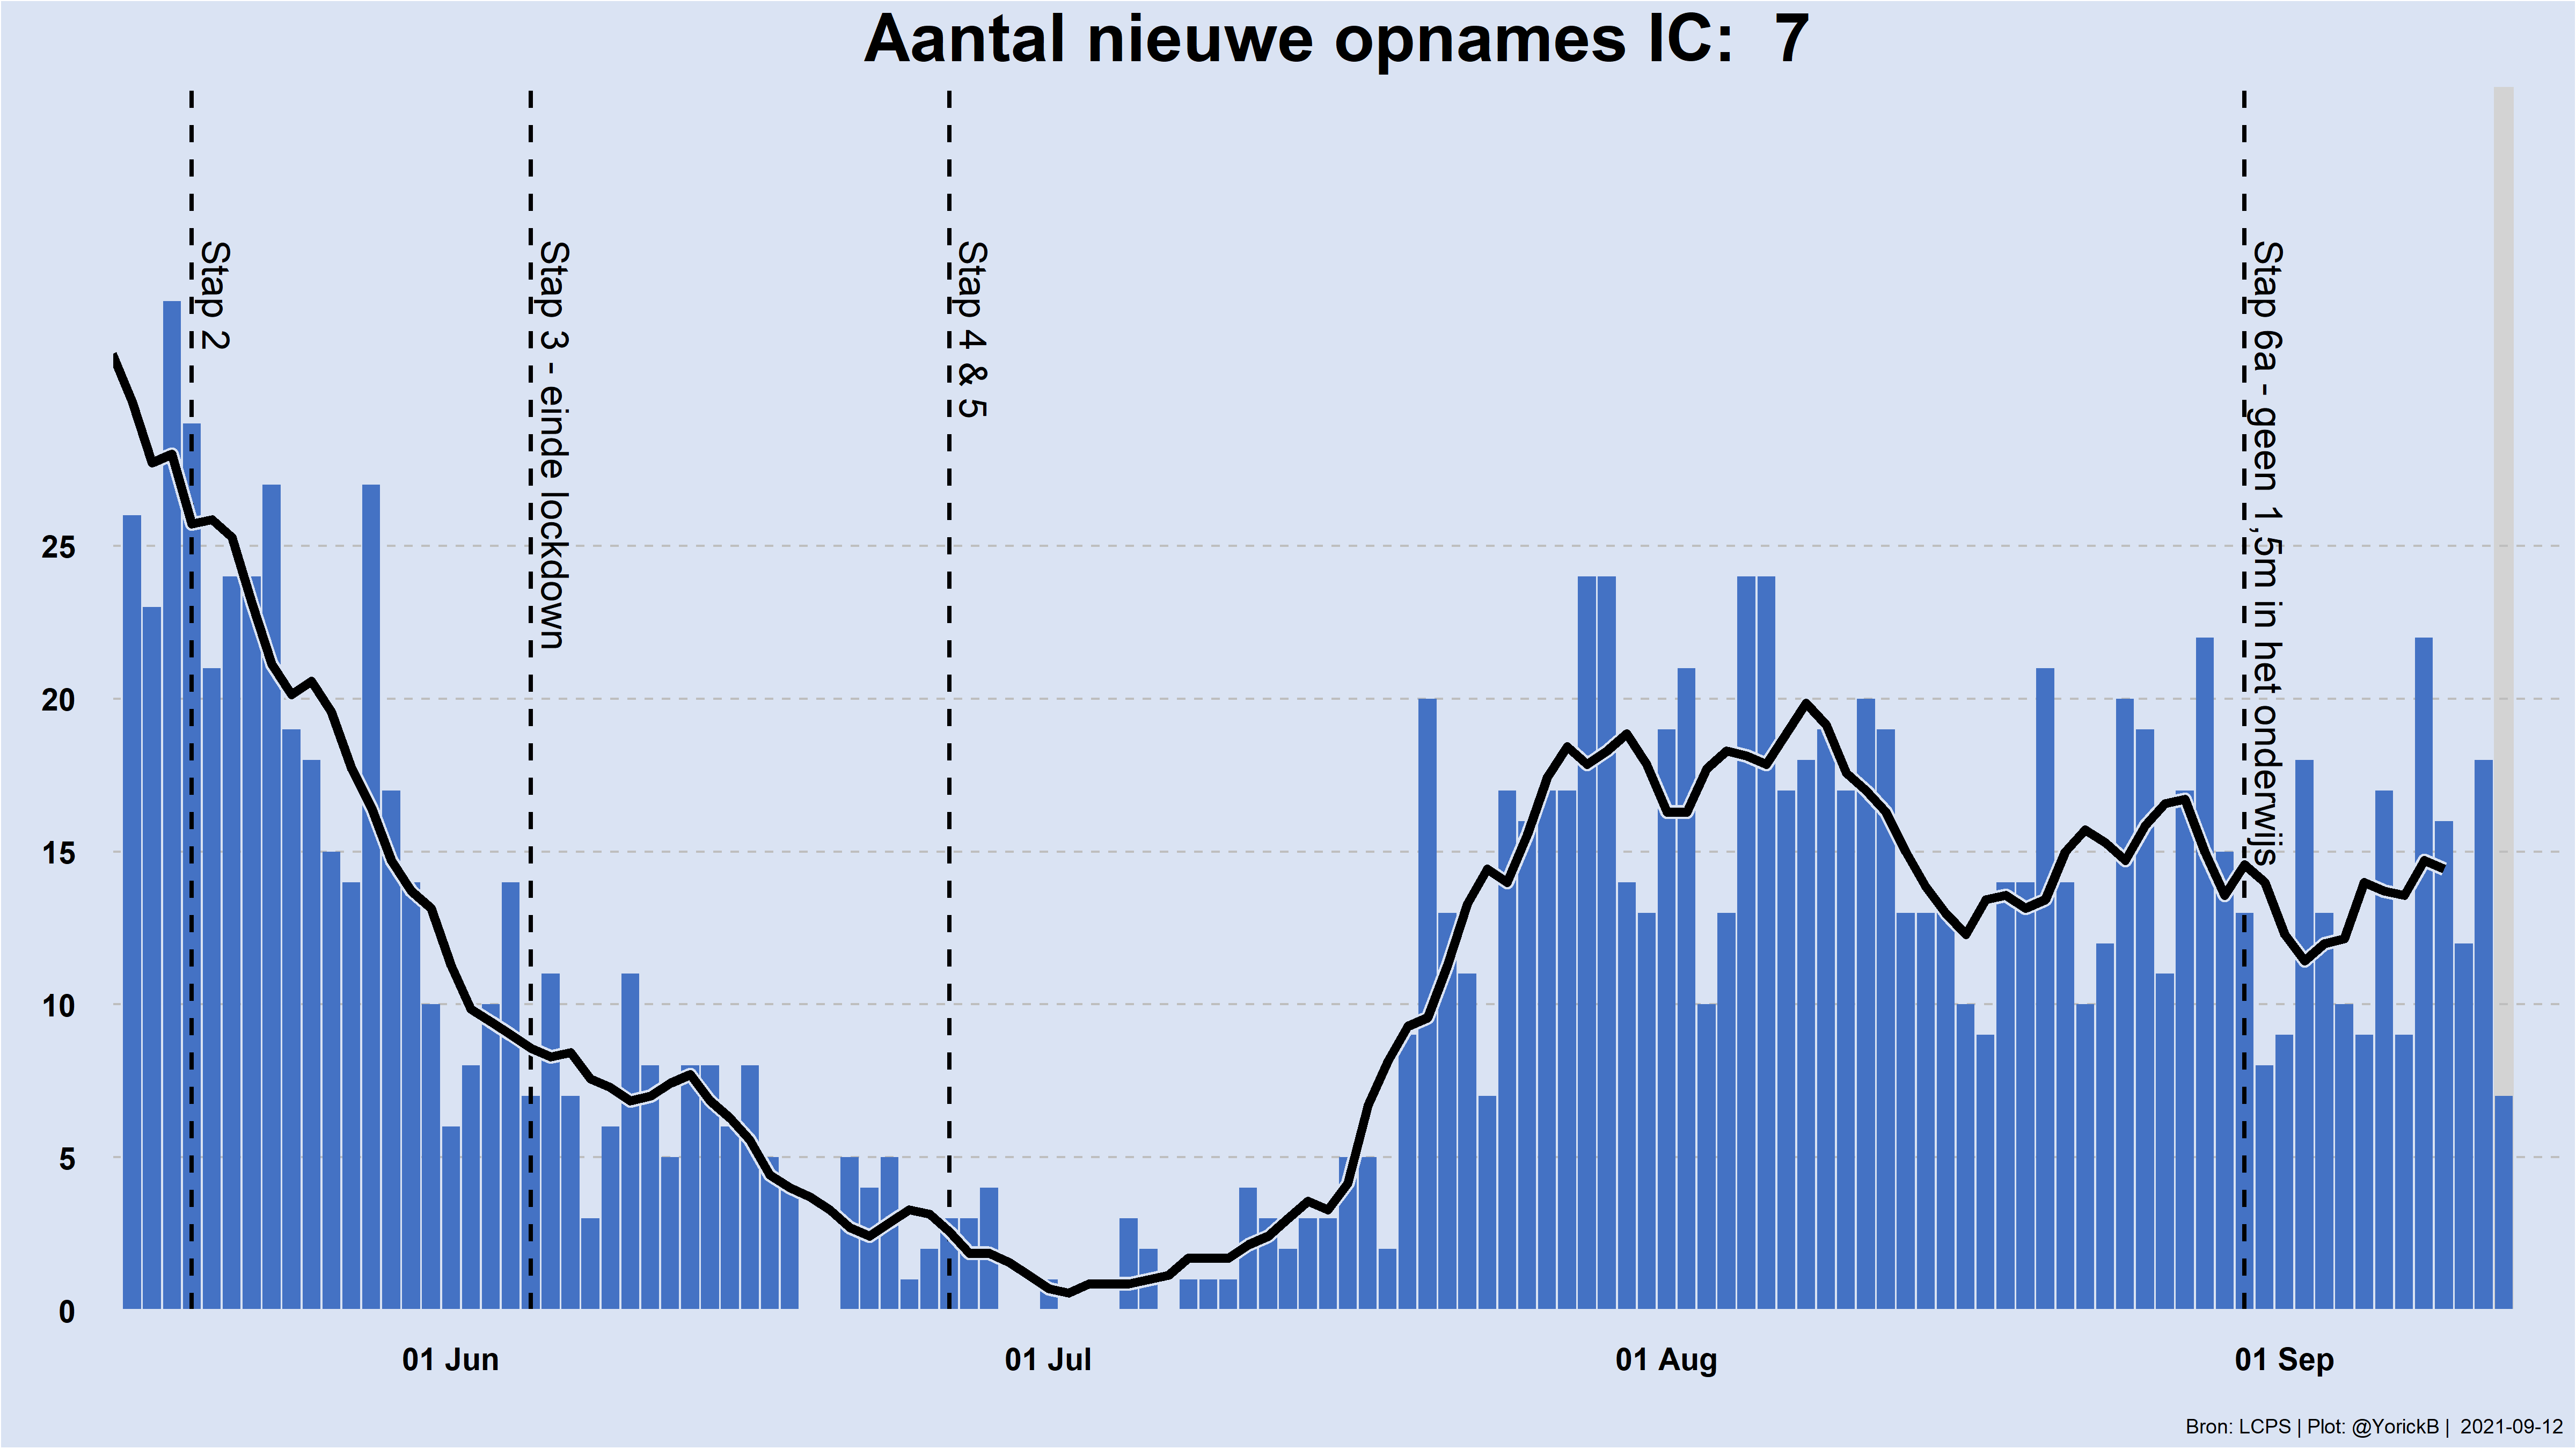 Aantal nieuwe opnames IC: 7
Stap 2
Stap 3 - einde lockdown
Stap 4 & 5
Stap 6a - geen 1,5m in het onderwijs
25
20
15
10
5
0
01 Jun
01 Jul
01 Aug
01 Sep
Bron: LCPS | Plot: @YorickB | 2021-09-12